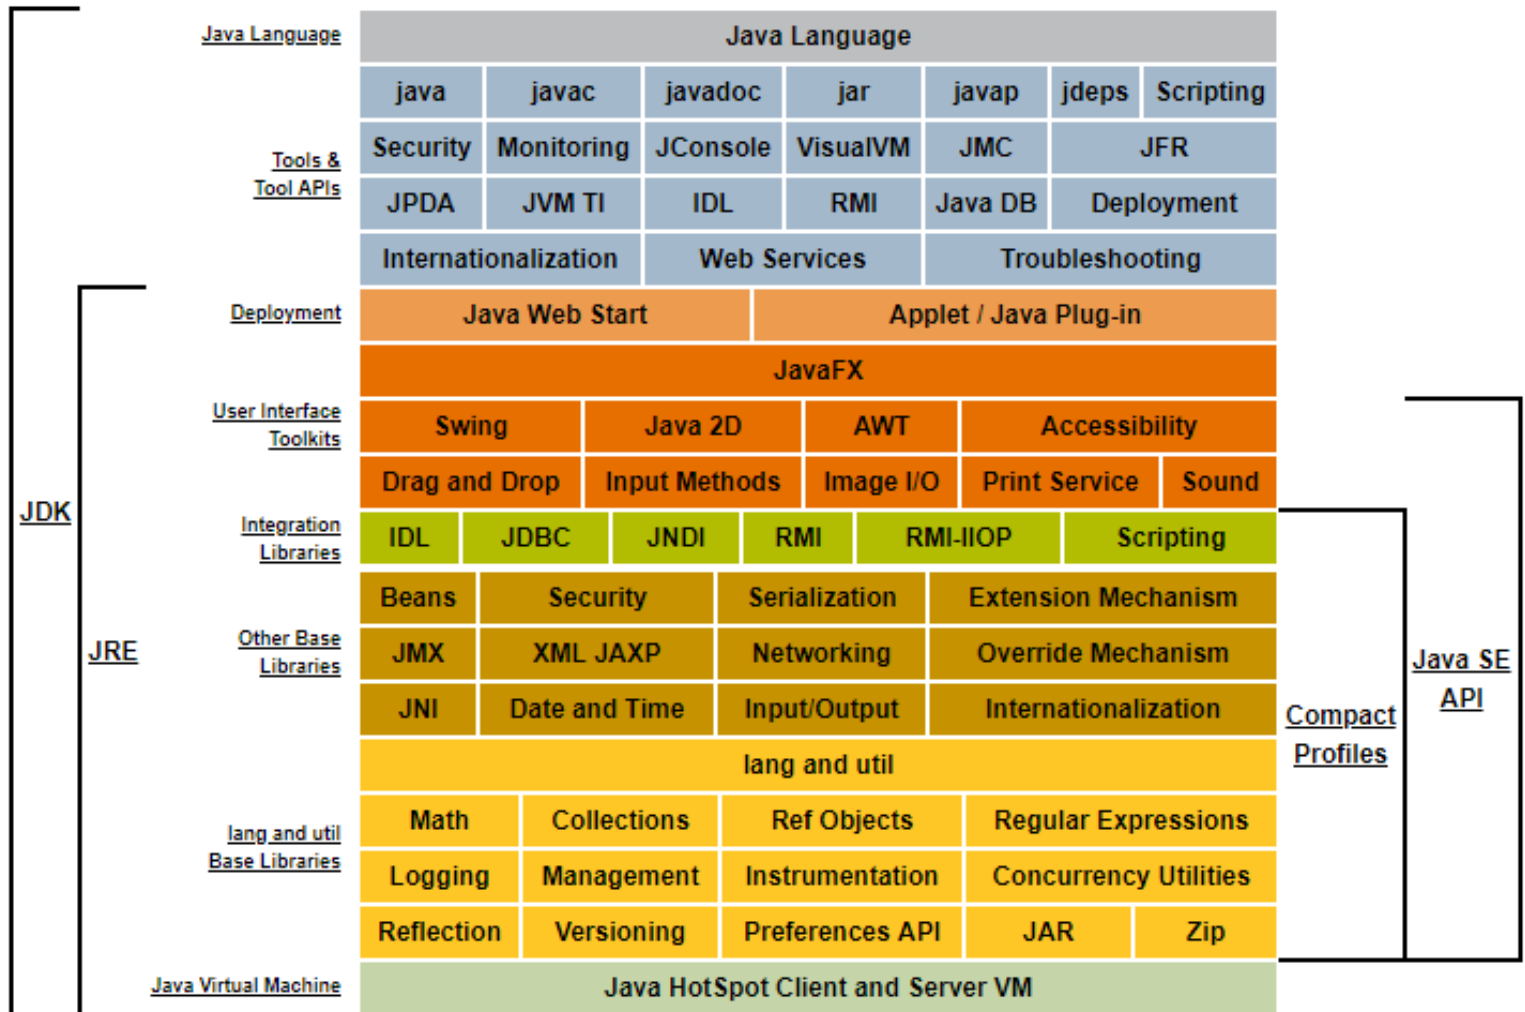 Java Language
Java Language
java javac javadoc jar javap jdeps Scripting
Security Monitoring JConsole VisualVM JMC JFR
Tools &
Tool APIs
JPDA JVM TI IDL RMI Java DB Deployment
Internationalization Web Services Troubleshooting
Deployment
Java Web Start Applet / Java Plug-in
JavaFX
User Interface
Toolkits
Swing Java 2D AWT Accessibility
Drag and Drop Input Methods Image I/O Print Service Sound
JDK
Integration
Libraries
IDL JDBC JNDI RMI RMI-IIOP Scripting
Beans Security Serialization Extension Mechanism
JRE
Other Base
Libraries
JMX XML JAXP Networking Override Mechanism
Java SE
API
JNI Date and Time Input/Output Internationalization
Compact
Profiles
lang and util
lang and util
Base Libraries
Math Collections Ref Objects Regular Expressions
Logging Management Instrumentation Concurrency Utilities
Reflection Versioning Preferences API JAR Zip
Java Virtual Machine
Java HotSpot Client and Server VM